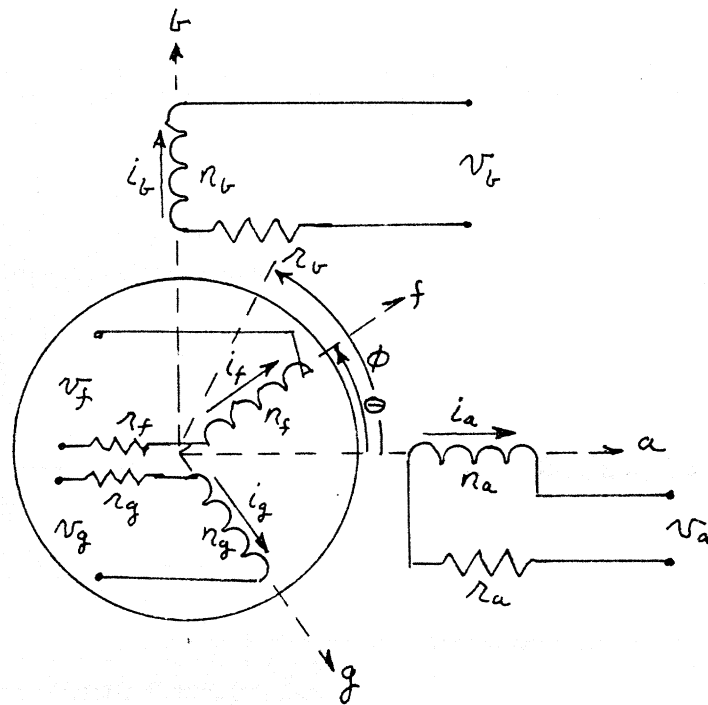 b
i_b
n_b
v_b
r_b
f
ϕ
v_f
i_f
n_f
θ
r_f
i_a
a
r_g
i_g
n_g
n_a
v_g
v_a
r_a
g